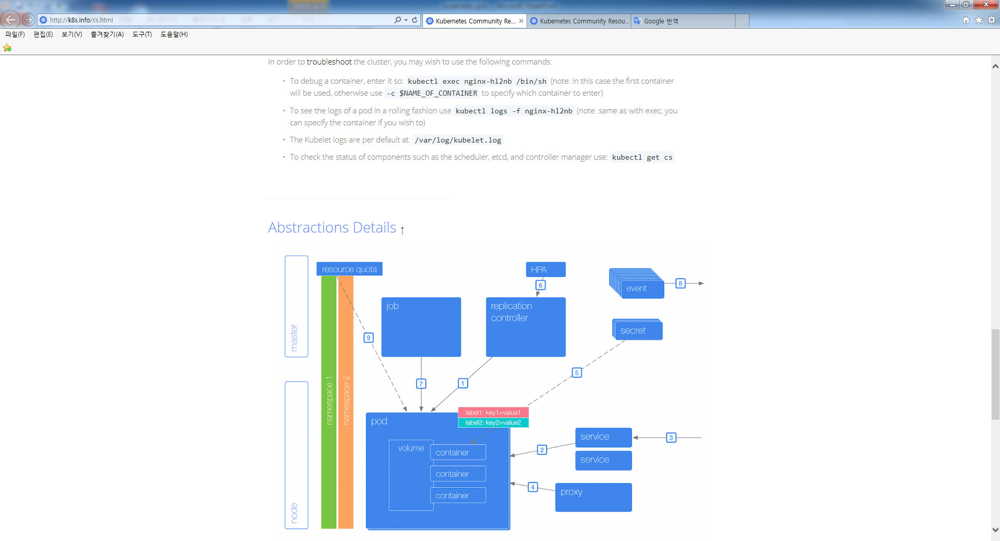 http://k8s.info/cs.html
Kubernetes Community Re...
Kubernetes Community Resou...
Google 번역
파일(F) 편집(E) 보기(V) 즐겨찾기(A) 도구(T) 도움말(H)
In order to troubleshoot the cluster, you may wish to use the following commands:
• To debug a container, enter it so: kubectl exec nginx-hl2nb /bin/sh (note: in this case the first container
will be used, otherwise use -c $NAME_OF_CONTAINER to specify which container to enter)
• To see the logs of a pod in a rolling fashion use kubectl logs -f nginx-hl2nb (note: same as with exec, you
can specify the container if you wish to)
• The Kubelet logs are per default at: /var/log/kubelet.log
• To check the status of components such as the scheduler, etcd, and controller manager use: kubectl get cs
Abstractions Details ↑
master
node
resource quota
namespace 1
namespace 2
HPA
6
event
8
job
replication
controller
secret
9
7
1
5
label1: key1=value1
label2: key2=value2
pod
volume
container
container
container
service
3
2
service
4
proxy